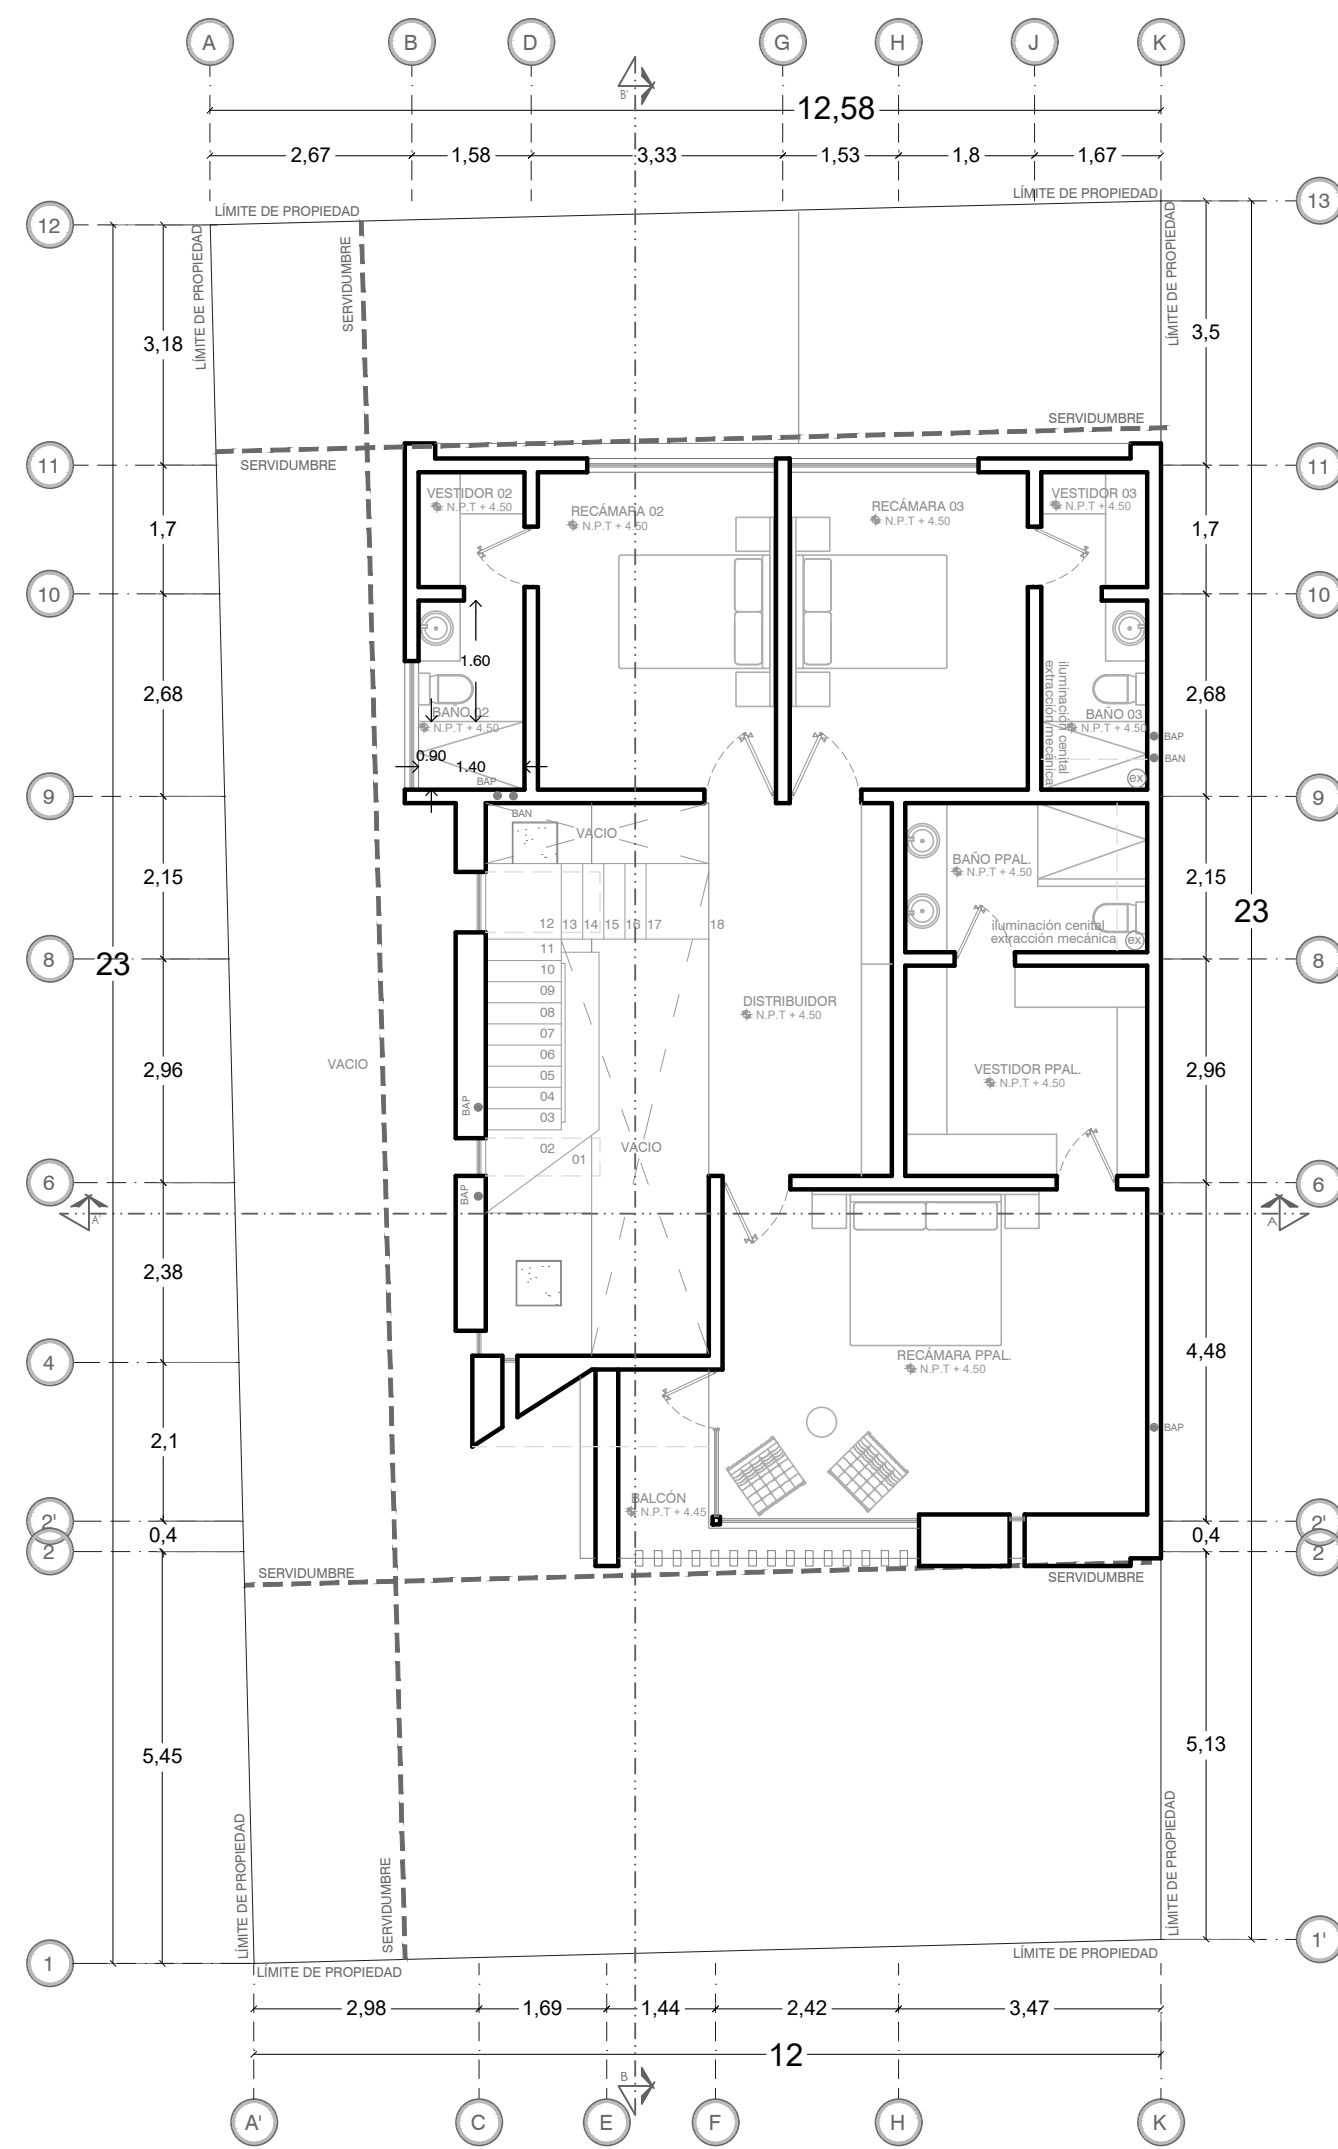 A B D G H J K
B'
12,58
2,67 1,58 3,33 1,53 1,8 1,67
LÍMITE DE PROPIEDAD
LÍMITE DE PROPIEDAD
12
13
LÍMITE DE PROPIEDAD
SERVIDUMBRE
LÍMITE DE PROPIEDAD
3,18
3,5
SERVIDUMBRE
SERVIDUMBRE
11
11
VESTIDOR 02
N.P.T + 4.50
RECÁMARA 02
N.P.T + 4.50
RECÁMARA 03
N.P.T + 4.50
VESTIDOR 03
N.P.T + 4.50
1,7
1,7
10
10
1.60
2,68
2,68
BAÑO 02
N.P.T + 4.50
0.90
1.40
BAP
BAN
iluminación cenital
extracción mecánica
BAÑO 03
N.P.T + 4.50
BAP
BAN
ex
9
9
VACIO
BAÑO PPAL.
N.P.T + 4.50
iluminación cenital
extracción mecánica
ex
2,15
2,15
23
23
12 13 14 15 16 17 18
11
10
09
08
07
06
05
04
03
02
01
8
8
DISTRIBUIDOR
N.P.T + 4.50
VACIO
VESTIDOR PPAL.
N.P.T + 4.50
2,96
2,96
BAP
VACIO
BAP
6
6
A'
A
2,38
4,48
4
RECÁMARA PPAL.
N.P.T + 4.50
BAP
2,1
BALCÓN
N.P.T + 4.45
2'
2'
0,4
0,4
2
2
SERVIDUMBRE
SERVIDUMBRE
5,45
5,13
LÍMITE DE PROPIEDAD
SERVIDUMBRE
LÍMITE DE PROPIEDAD
1
1'
LÍMITE DE PROPIEDAD
LÍMITE DE PROPIEDAD
2,98 1,69 1,44 2,42 3,47
12
B
A' C E F H K